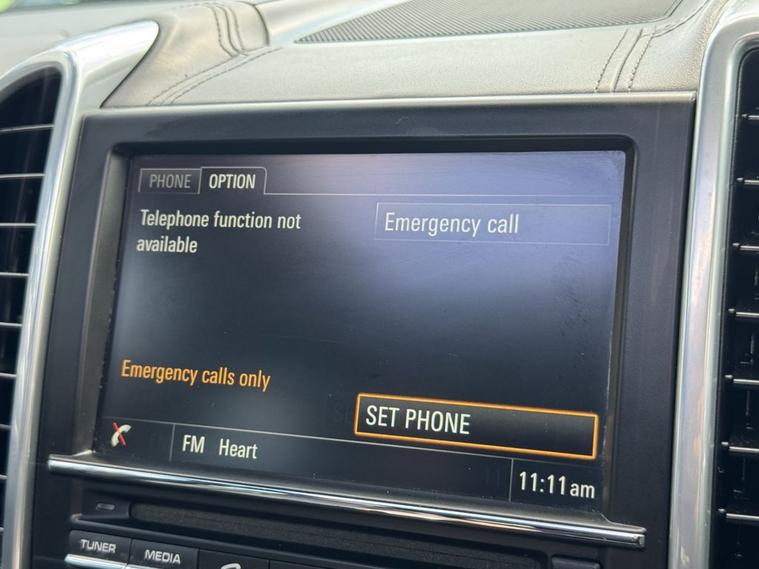 PHONE OPTION
Telephone function not
available
Emergency call
Emergency calls only
SET PHONE
FM Heart
11:11am
TUNER
MEDIA